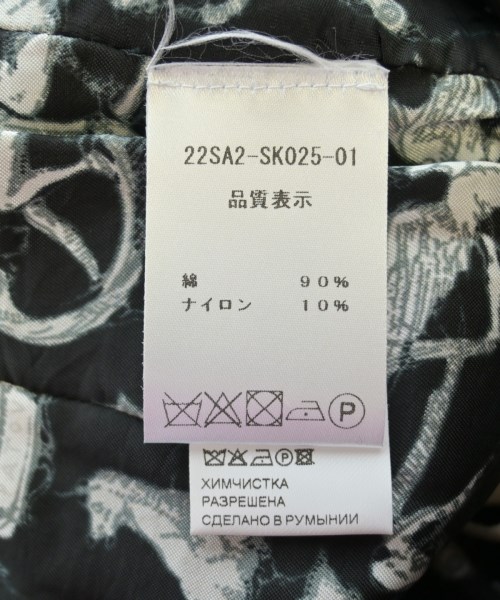 22SA2-SK025-01
品質表示
綿 90%
ナイロン 10%
P
P
ХИМЧИСТКА
РАЗРЕШЕНА
СДЕЛАНО В РУМЫНИИ